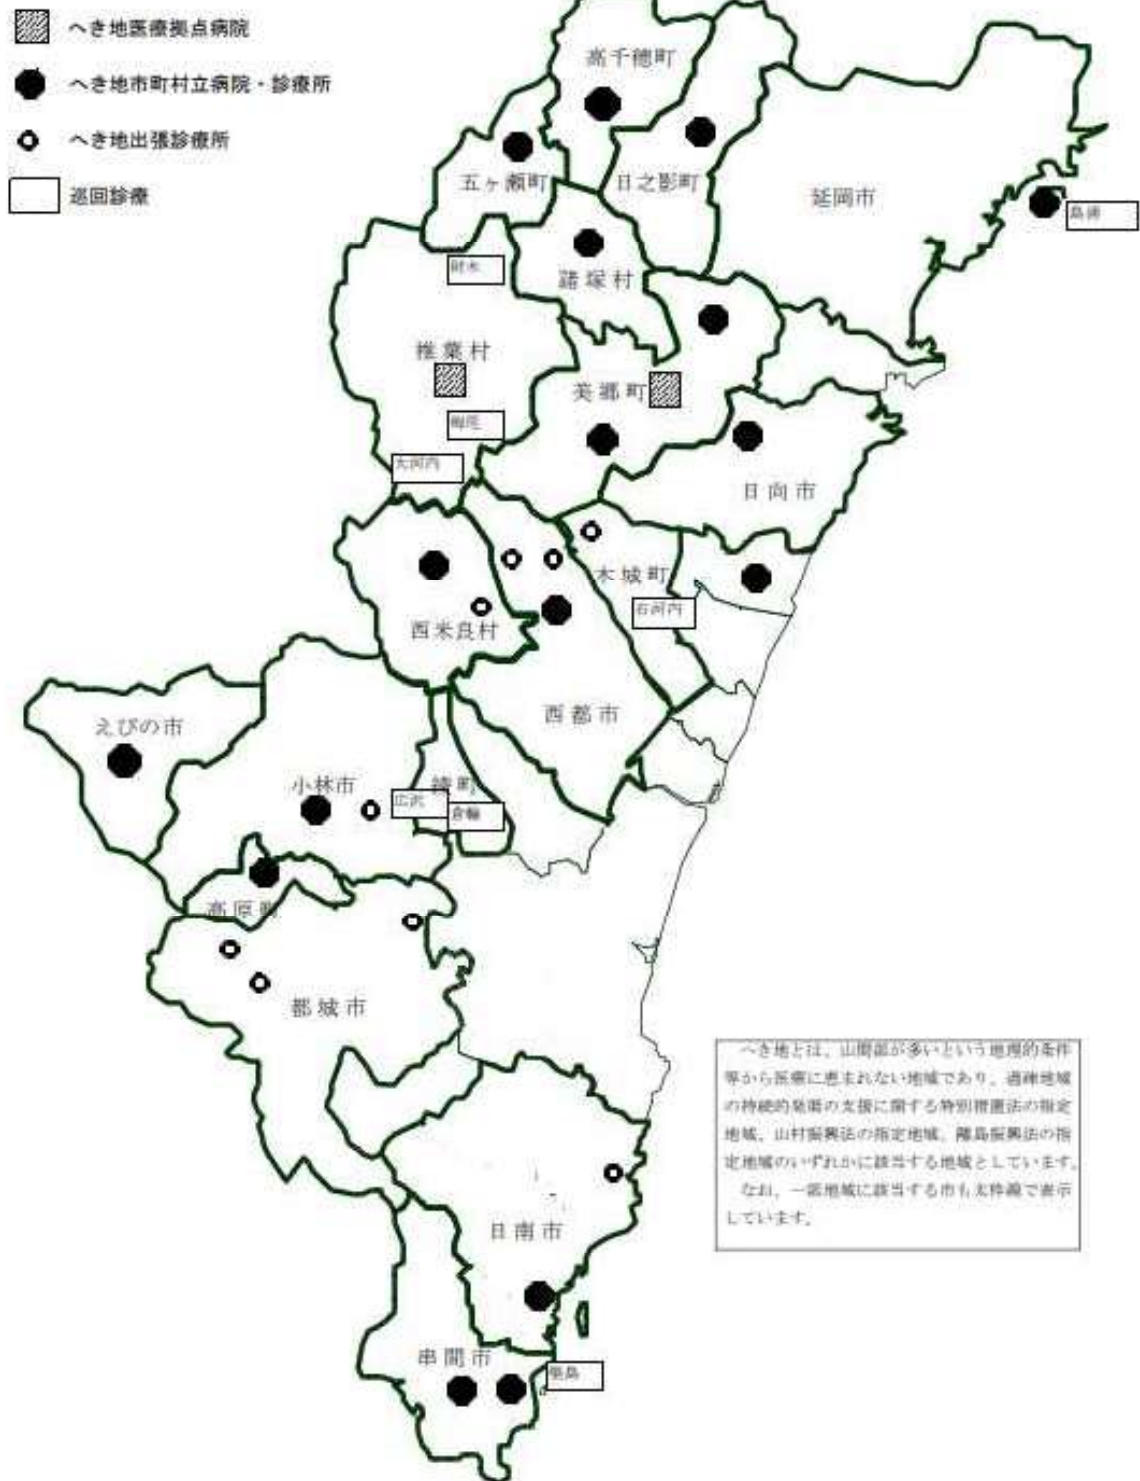 へき地医療拠点病院
へき地市町村立病院・診療所
へき地出張診療所
巡回診療
高千穂町
五ヶ瀬町
日之影町
延岡市
島浦
諸塚村
椎葉村
美郷町
大河内
日向市
木城町
石河内
西米良村
西都市
えびの市
小林市
綾町
広沢
倉輪
高原町
都城市
へき地とは、山間部が多いという地理的条件
等から医療に恵まれない地域であり、過疎地域
の持続的発展の支援に関する特別措置法の指定
地域、山村振興法の指定地域、離島振興法の指
定地域のいずれかに該当する地域としています。
なお、一部地域に該当する市も太枠線で表示
しています。
日南市
串間市